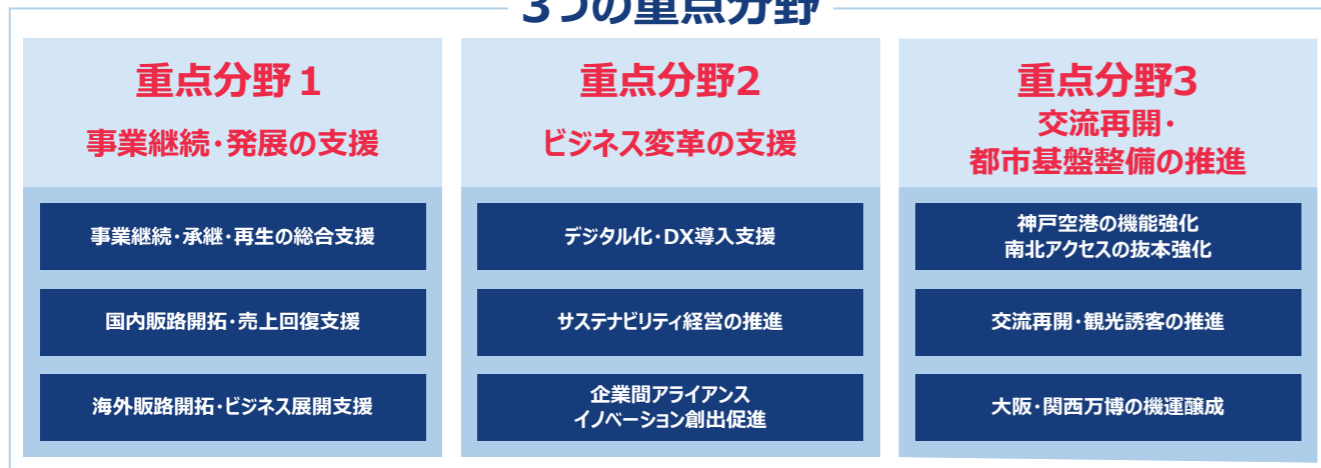 3つの重点分野
重点分野1
事業継続・発展の支援
事業継続・承継・再生の総合支援
国内販路開拓・売上回復支援
海外販路開拓・ビジネス展開支援
重点分野2
ビジネス変革の支援
デジタル化・DX導入支援
サステナビリティ経営の推進
企業間アライアンス
イノベーション創出促進
重点分野3
交流再開・
都市基盤整備の推進
神戸空港の機能強化
南北アクセスの抜本強化
交流再開・観光誘客の推進
大阪・関西万博の機運醸成